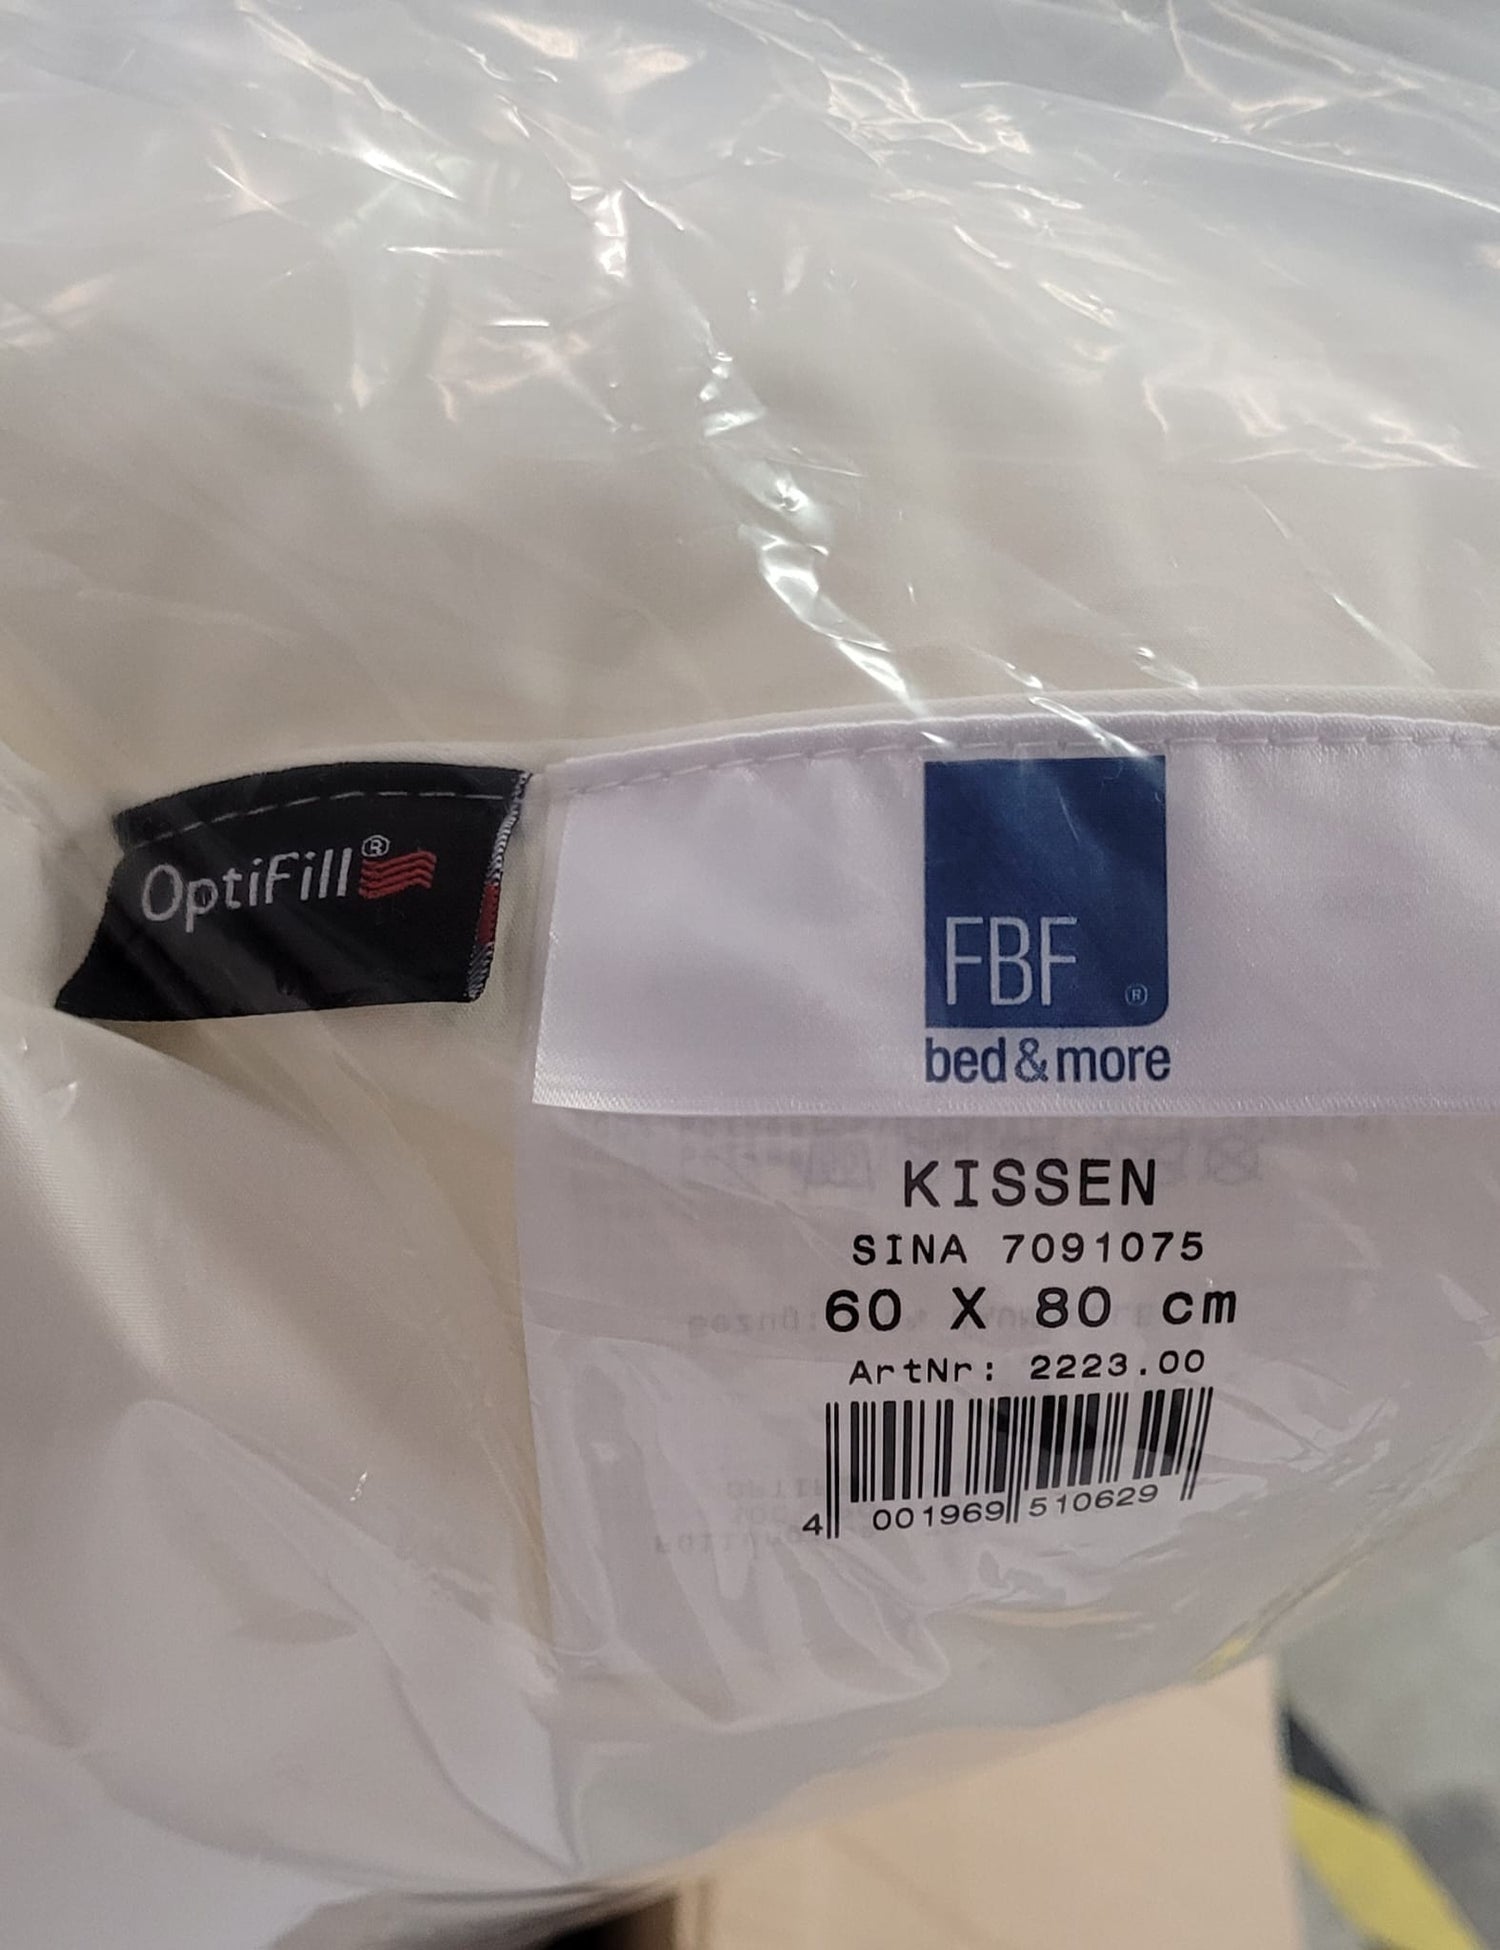 OptiFill®
FBF ®
bed & more
KISSEN
SINA 7091075
60 X 80 cm
ArtNr: 2223.00
4 001969 510629